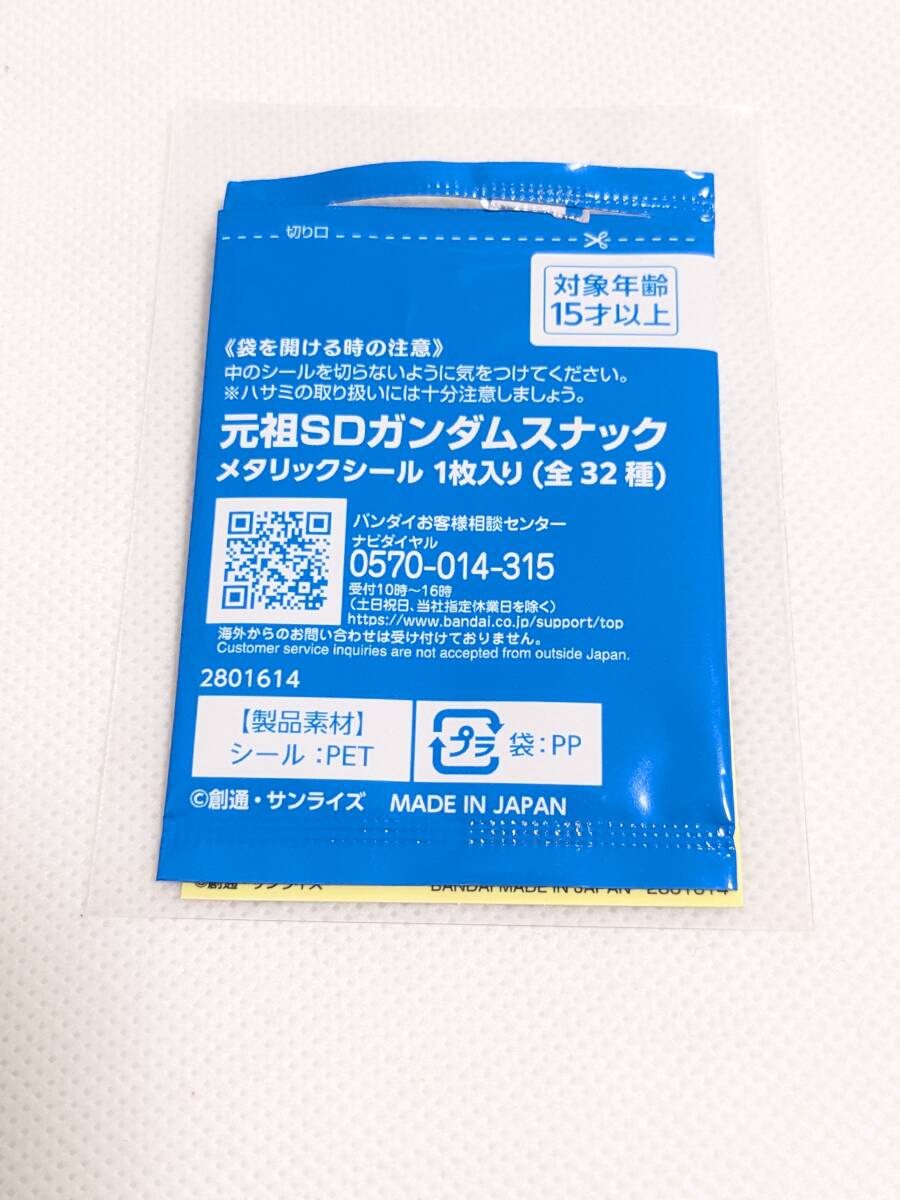 切り口
対象年齢
15才以上
《袋を開ける時の注意》
中のシールを切らないように気をつけてください。
※ハサミの取り扱いには十分注意しましょう。
元祖SDガンダムスナック
メタリックシール 1枚入り(全32種)
バンダイお客様相談センター
ナビダイヤル
0570-014-315
受付10時～16時
(土日祝日、当社指定休業日を除く)
https://www.bandai.co.jp/support/top
海外からのお問い合わせは受け付けておりません。
Customer service inquiries are not accepted from outside Japan.
2801614
【製品素材】
シール:PET
プラ
袋:PP
©創通・サンライズ MADE IN JAPAN
©創通・サンライズ BANDAI MADE IN JAPAN 2801614